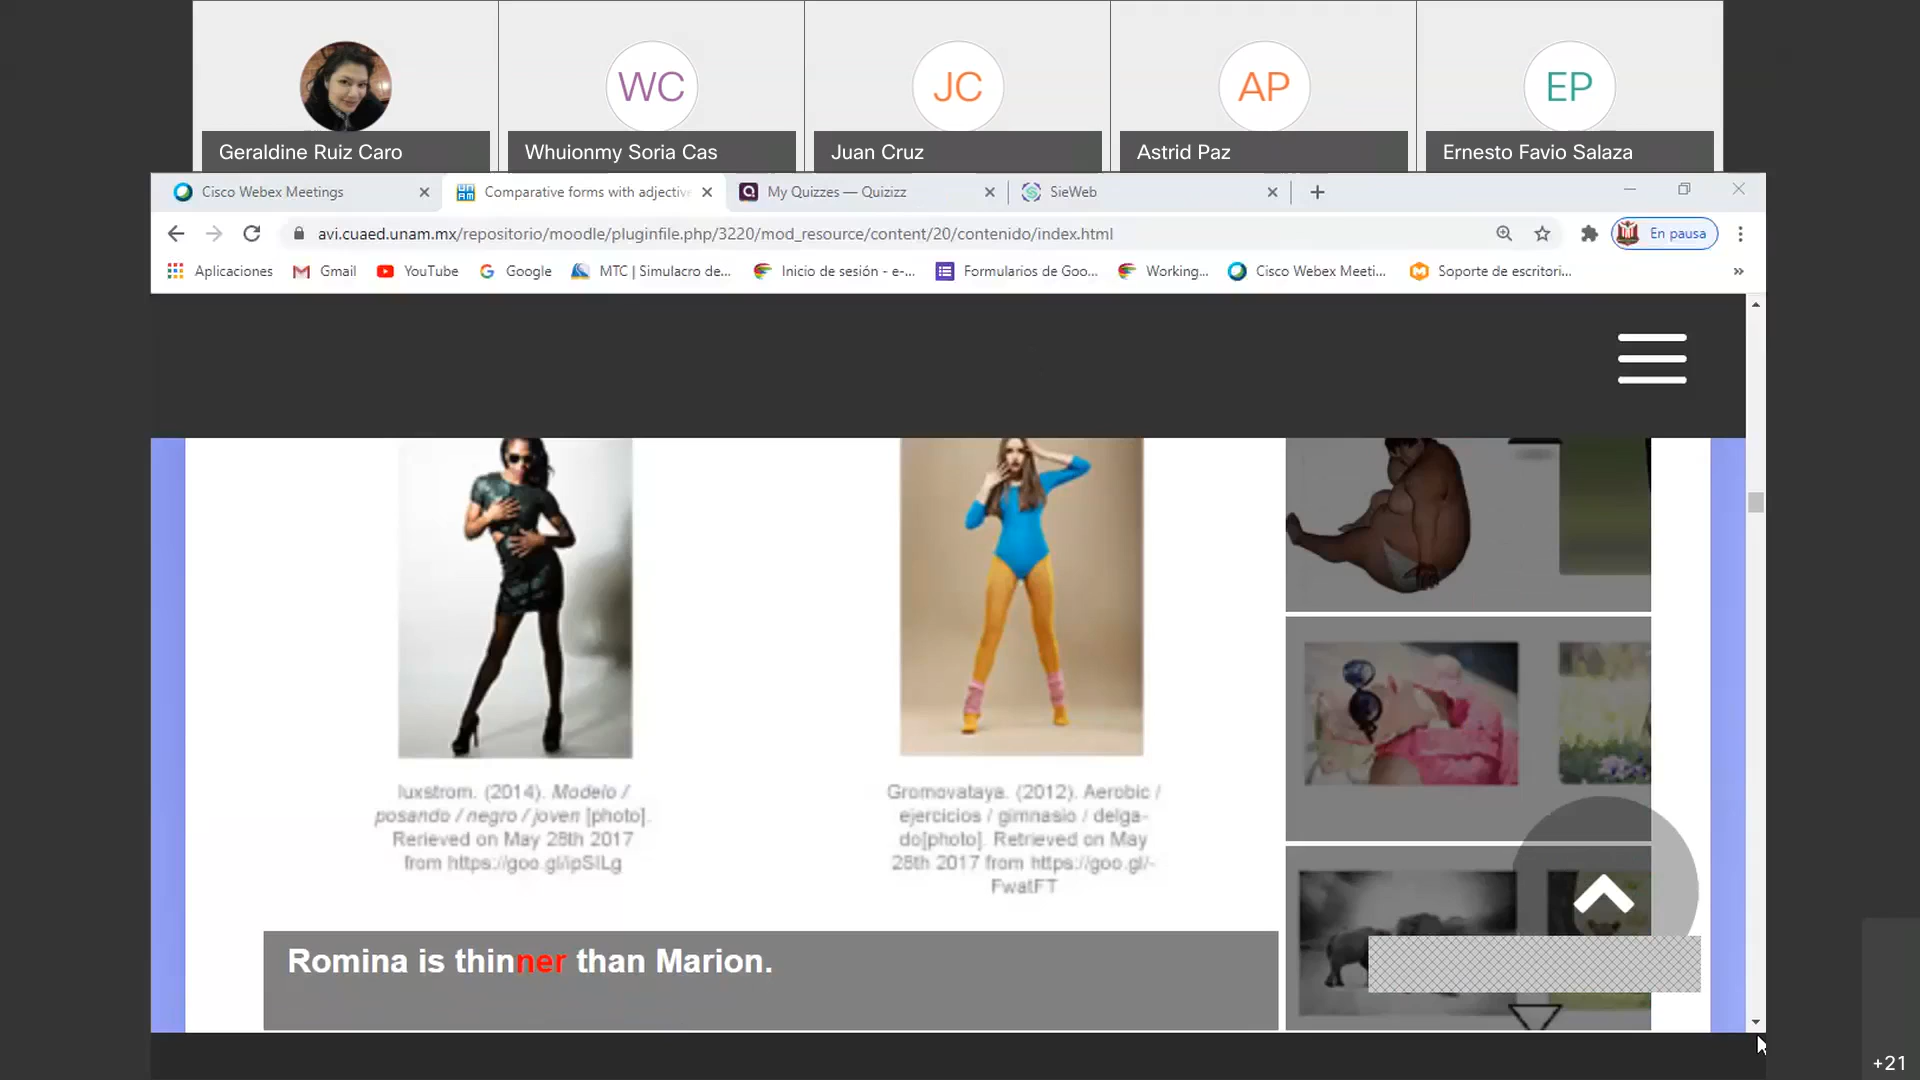 WC
JC
AP
EP
Geraldine Ruiz Caro
Whuionmy Soria Cas
Juan Cruz
Astrid Paz
Ernesto Favio Salaza
Cisco Webex Meetings
Comparative forms with adjective
My Quizzes — Quizizz
SieWeb
avi.cuaed.unam.mx/repositorio/moodle/pluginfile.php/3220/mod_resource/content/20/contenido/index.html
En pausa
Aplicaciones
Gmail
YouTube
Google
MTC | Simulacro de...
Inicio de sesión - e-...
Formularios de Goo...
Working...
Cisco Webex Meeti...
Soporte de escritori...
»
luxstrom. (2014). Modelo /
posando / negro / joven [photo].
Rerieved on May 28th 2017
from https://goo.gl/ipSILg
Gromovataya. (2012). Aerobic /
ejercicios / gimnasio / delga-
do[photo]. Retrieved on May
28th 2017 from https://goo.gl/-
FwatFT
Romina is thinner than Marion.
+21